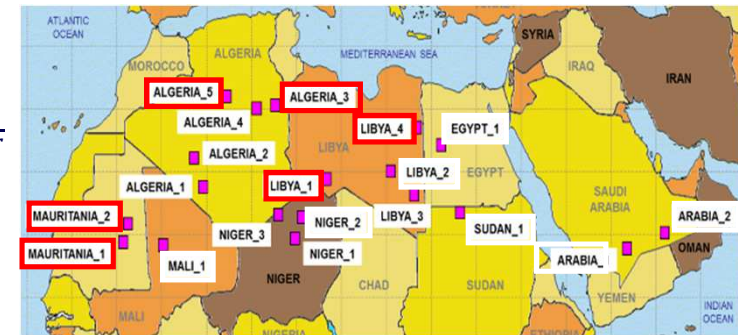 ATLANTIC
OCEAN
SYRIA
ALGERIA
MEDITERRANEAN SEA
MOROCCO
IRAQ
IRAN
ALGERIA_5
ALGERIA_3
ALGERIA_4
LIBYA_4
EGYPT_1
LIBYA
ALGERIA_2
LIBYA_2
EGYPT
ALGERIA_1
LIBYA_1
SAUDI
ARABIA
MAURITANIA_2
LIBYA_3
ARABIA_2
NIGER_3
NIGER_2
SUDAN_1
MAURITANIA_1
NIGER_1
OMAN
MALI_1
ARABIA_
NIGER
CHAD
SUDAN
YEMEN
INDIAN
OCEAN
MALI
NIGERIA
ETHIOPIA